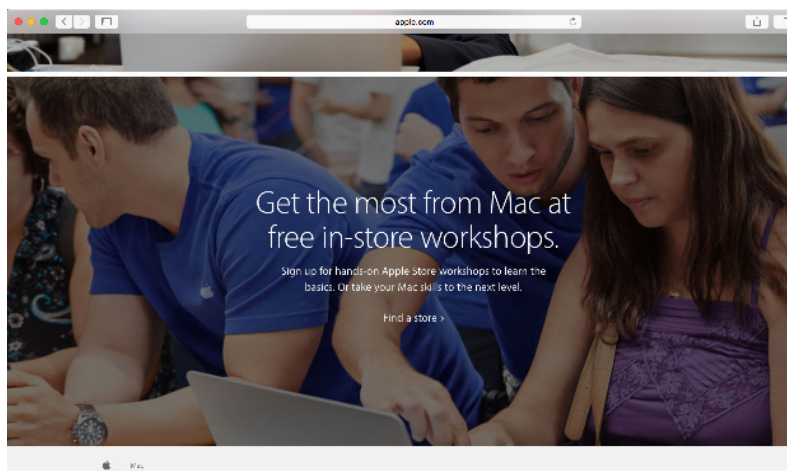 apple.com
Get the most from Mac at
free in-store workshops.
Sign up for hands-on Apple Store workshops to learn the
basics. Or take your Mac skills to the next level.
Find a store ›
Mac